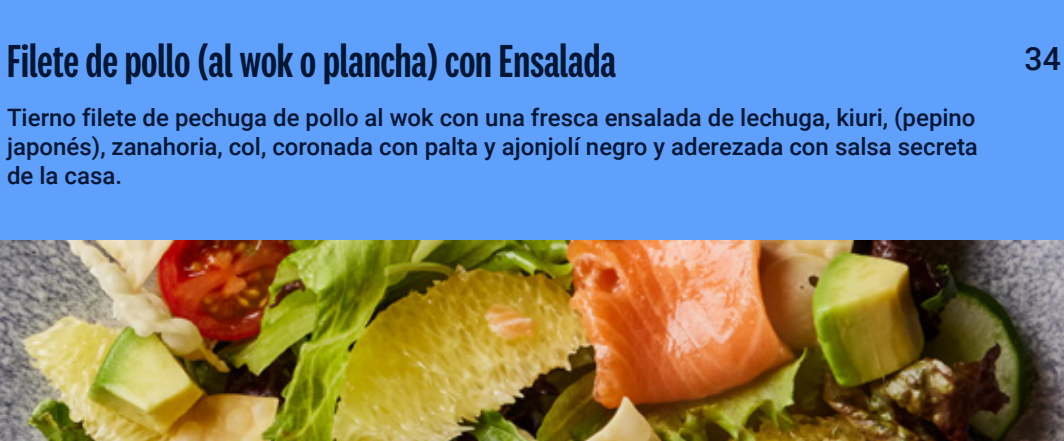 Filete de pollo (al wok o plancha) con Ensalada 34
Tierno filete de pechuga de pollo al wok con una fresca ensalada de lechuga, kiuri, (pepino
japonés), zanahoria, col, coronada con palta y ajonjolí negro y aderezada con salsa secreta
de la casa.